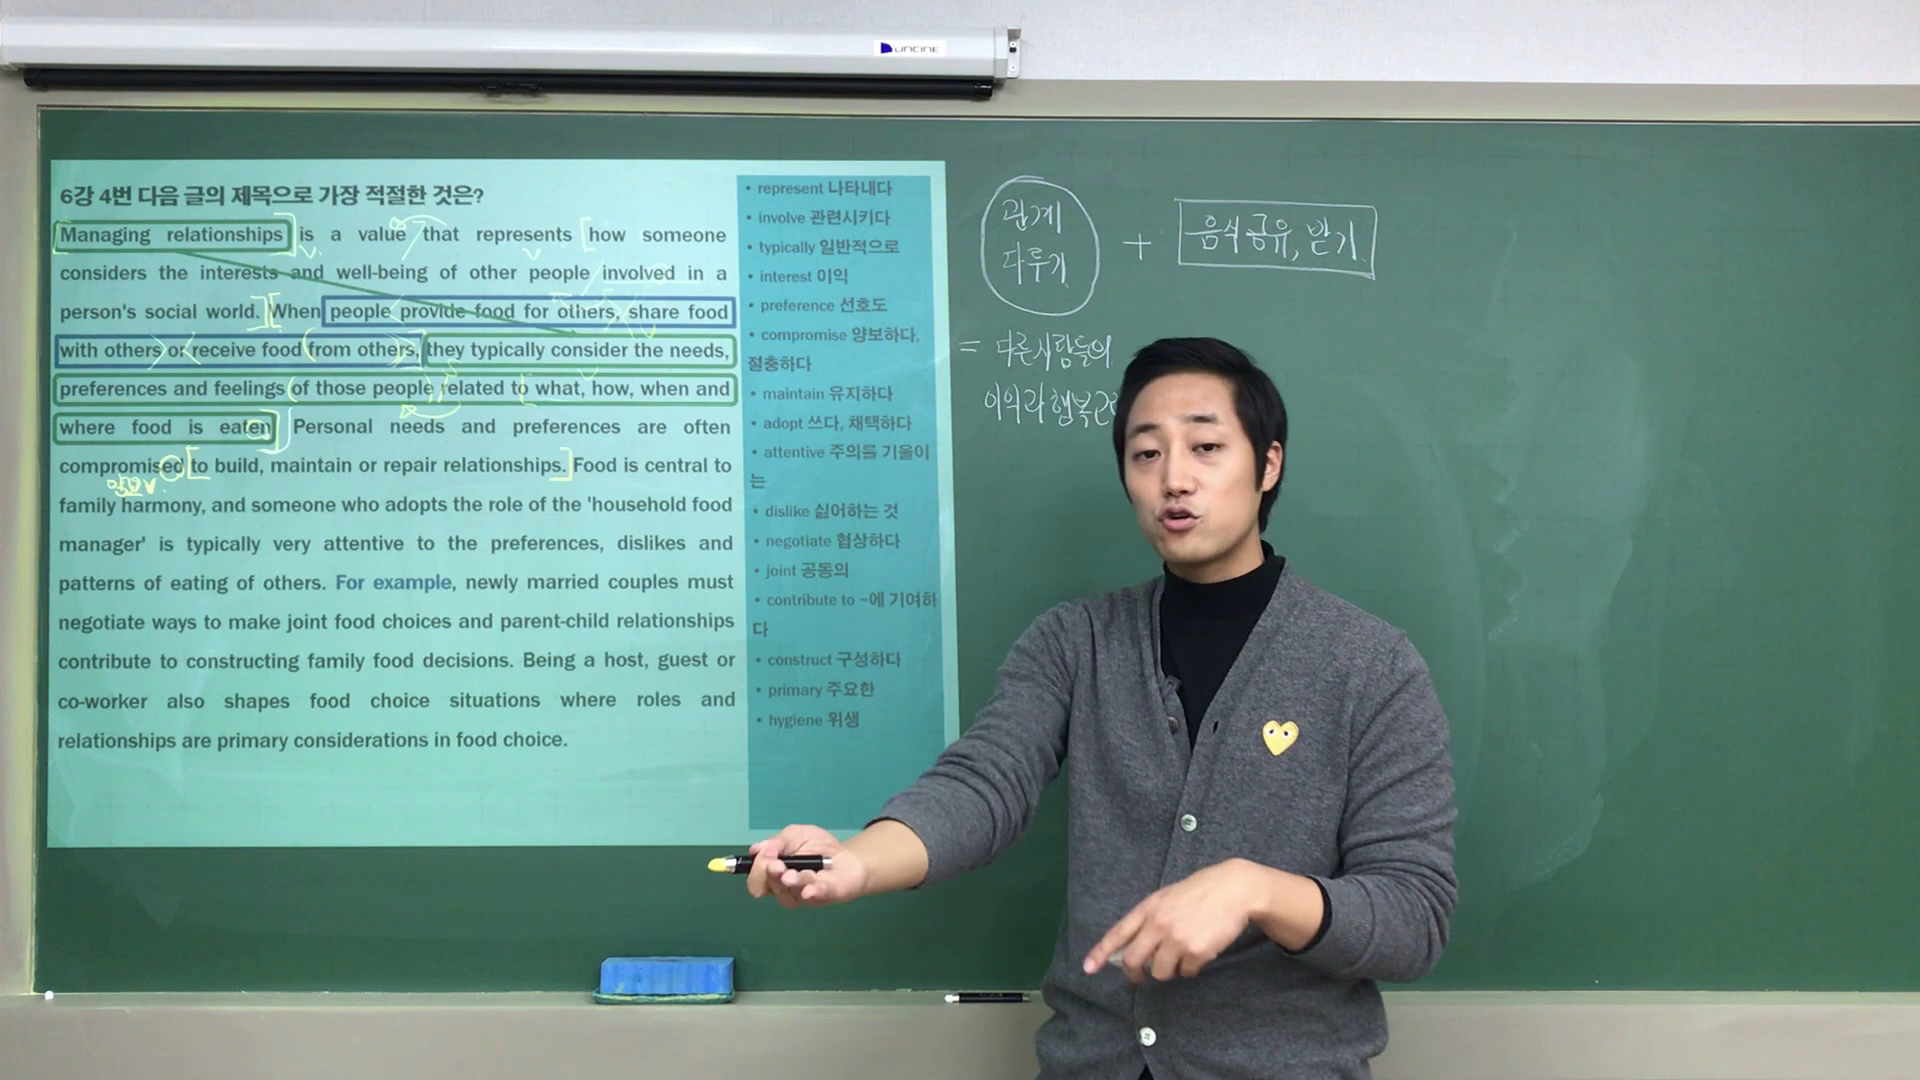 UNCINE
6강 4번 다음 글의 제목으로 가장 적절한 것은?
Managing relationships is a value that represents how someone
considers the interests and well-being of other people involved in a
person's social world. When people provide food for others, share food
with others or receive food from others, they typically consider the needs,
preferences and feelings of those people related to what, how, when and
where food is eaten. Personal needs and preferences are often
compromised to build, maintain or repair relationships. Food is central to
양보
family harmony, and someone who adopts the role of the 'household food
manager' is typically very attentive to the preferences, dislikes and
patterns of eating of others. For example, newly married couples must
negotiate ways to make joint food choices and parent-child relationships
contribute to constructing family food decisions. Being a host, guest or
co-worker also shapes food choice situations where roles and
relationships are primary considerations in food choice.
• represent 나타내다
• involve 관련시키다
• typically 일반적으로
• interest 이익
• preference 선호도
• compromise 양보하다,
절충하다
• maintain 유지하다
• adopt 쓰다, 채택하다
• attentive 주의를 기울이
는
• dislike 싫어하는 것
• negotiate 협상하다
• joint 공동의
• contribute to ~에 기여하
다
• construct 구성하다
• primary 주요한
• hygiene 위생
관계
다루기
+ 음식 공유, 받기
= 다른사람들의
이익과 행복